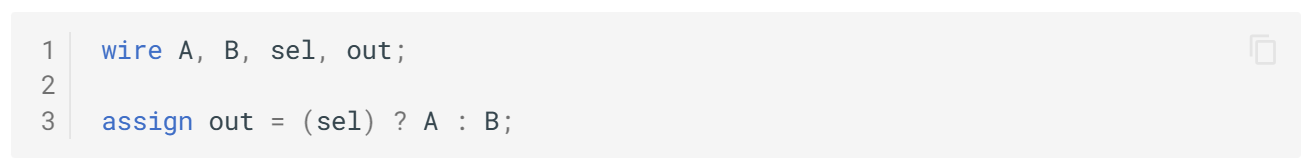 1 wire A, B, sel, out;
2
3 assign out = (sel) ? A : B;